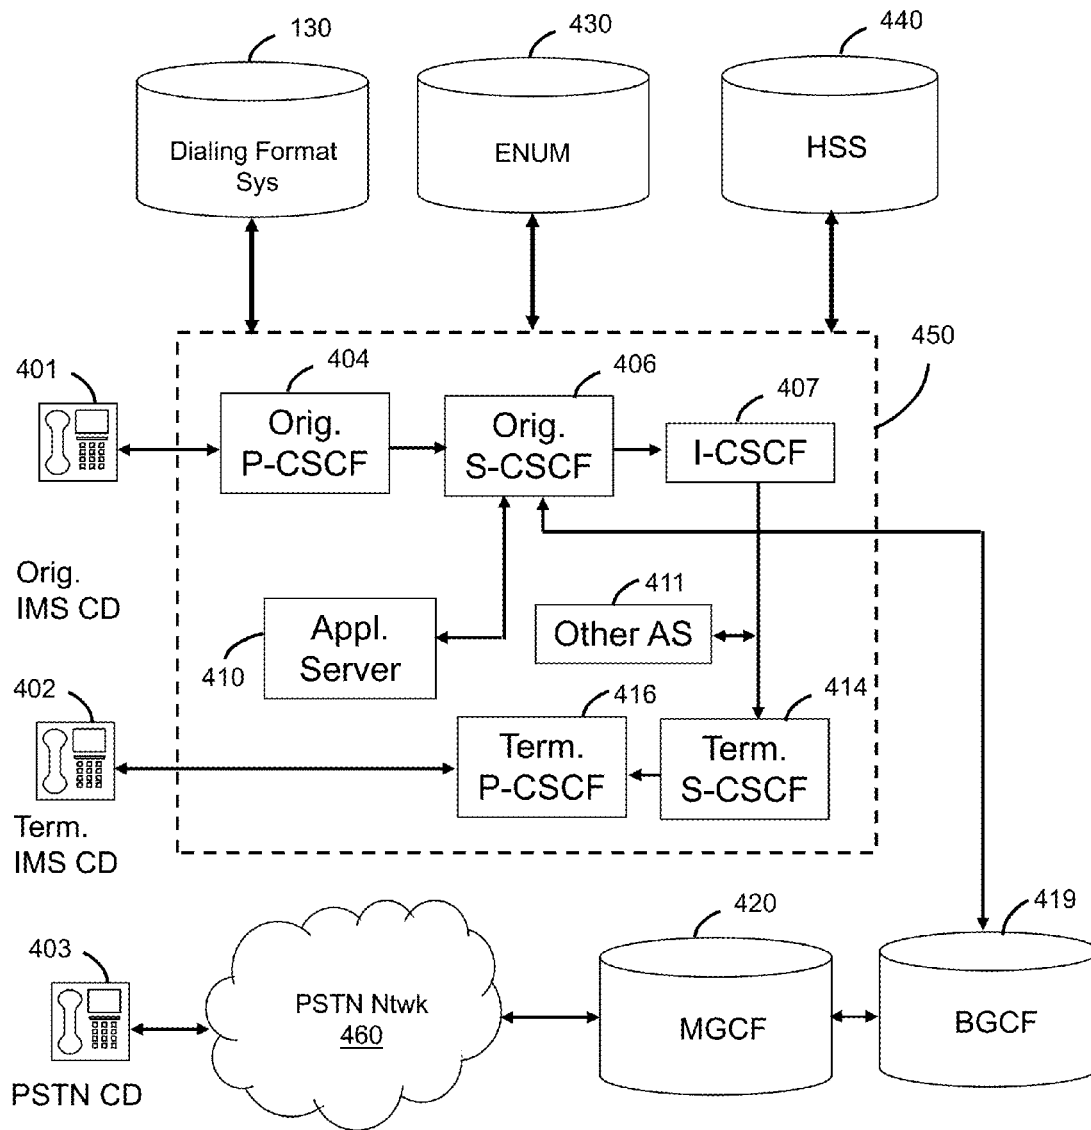 130
430
440
Dialing Format
Sys
ENUM
HSS
450
401
404
406
407
Orig.
P-CSCF
Orig.
S-CSCF
I-CSCF
Orig.
IMS CD
411
Other AS
Appl.
Server
410
402
416
414
Term.
P-CSCF
Term.
S-CSCF
Term.
IMS CD
420
419
403
PSTN Ntwk
460
MGCF
BGCF
PSTN CD